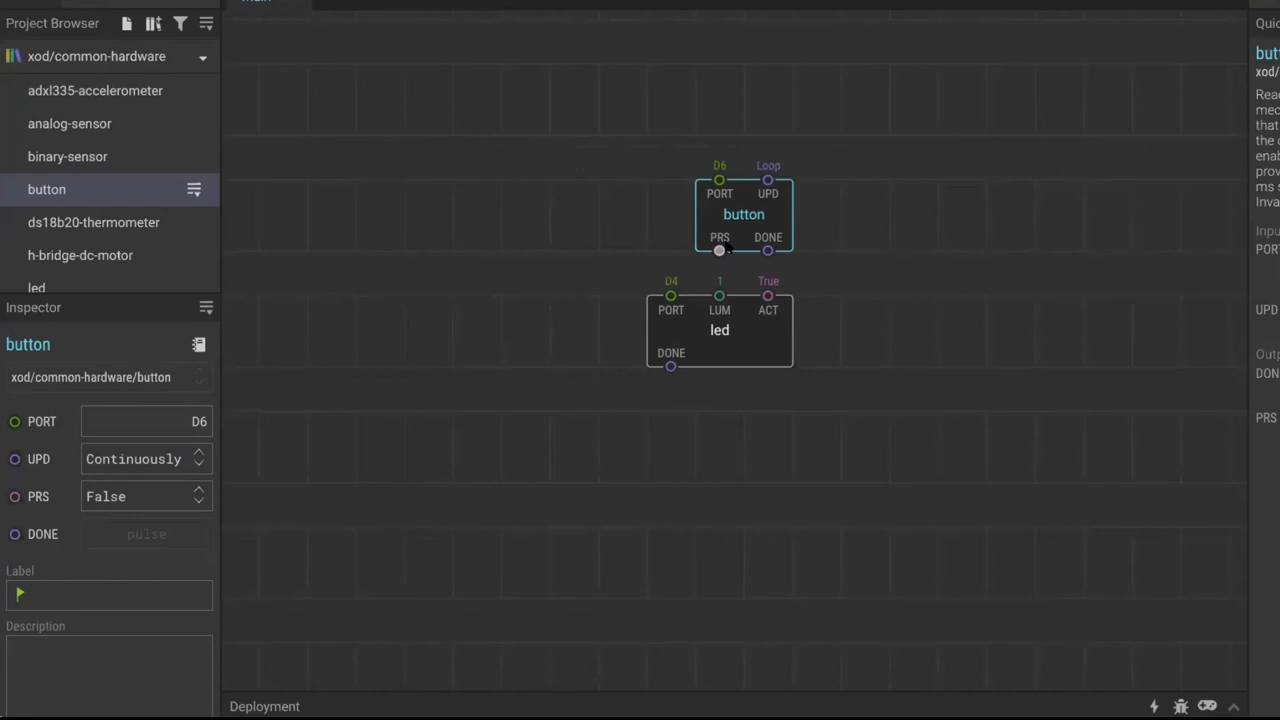 main
Project Browser
xod/common-hardware
adxl335-accelerometer
analog-sensor
binary-sensor
button
ds18b20-thermometer
h-bridge-dc-motor
led
Inspector
button
xod/common-hardware/button
PORT
D6
UPD
Continuously
PRS
False
DONE
pulse
Label
Description
D6
Loop
PORT
UPD
button
PRS
DONE
D4
1
True
PORT
LUM
ACT
led
DONE
Deployment
Quic
butt
xod/
Read
mec
that
the c
enab
prov
ms s
Inva
Inpu
PORT
UPD
Outp
DON
PRS